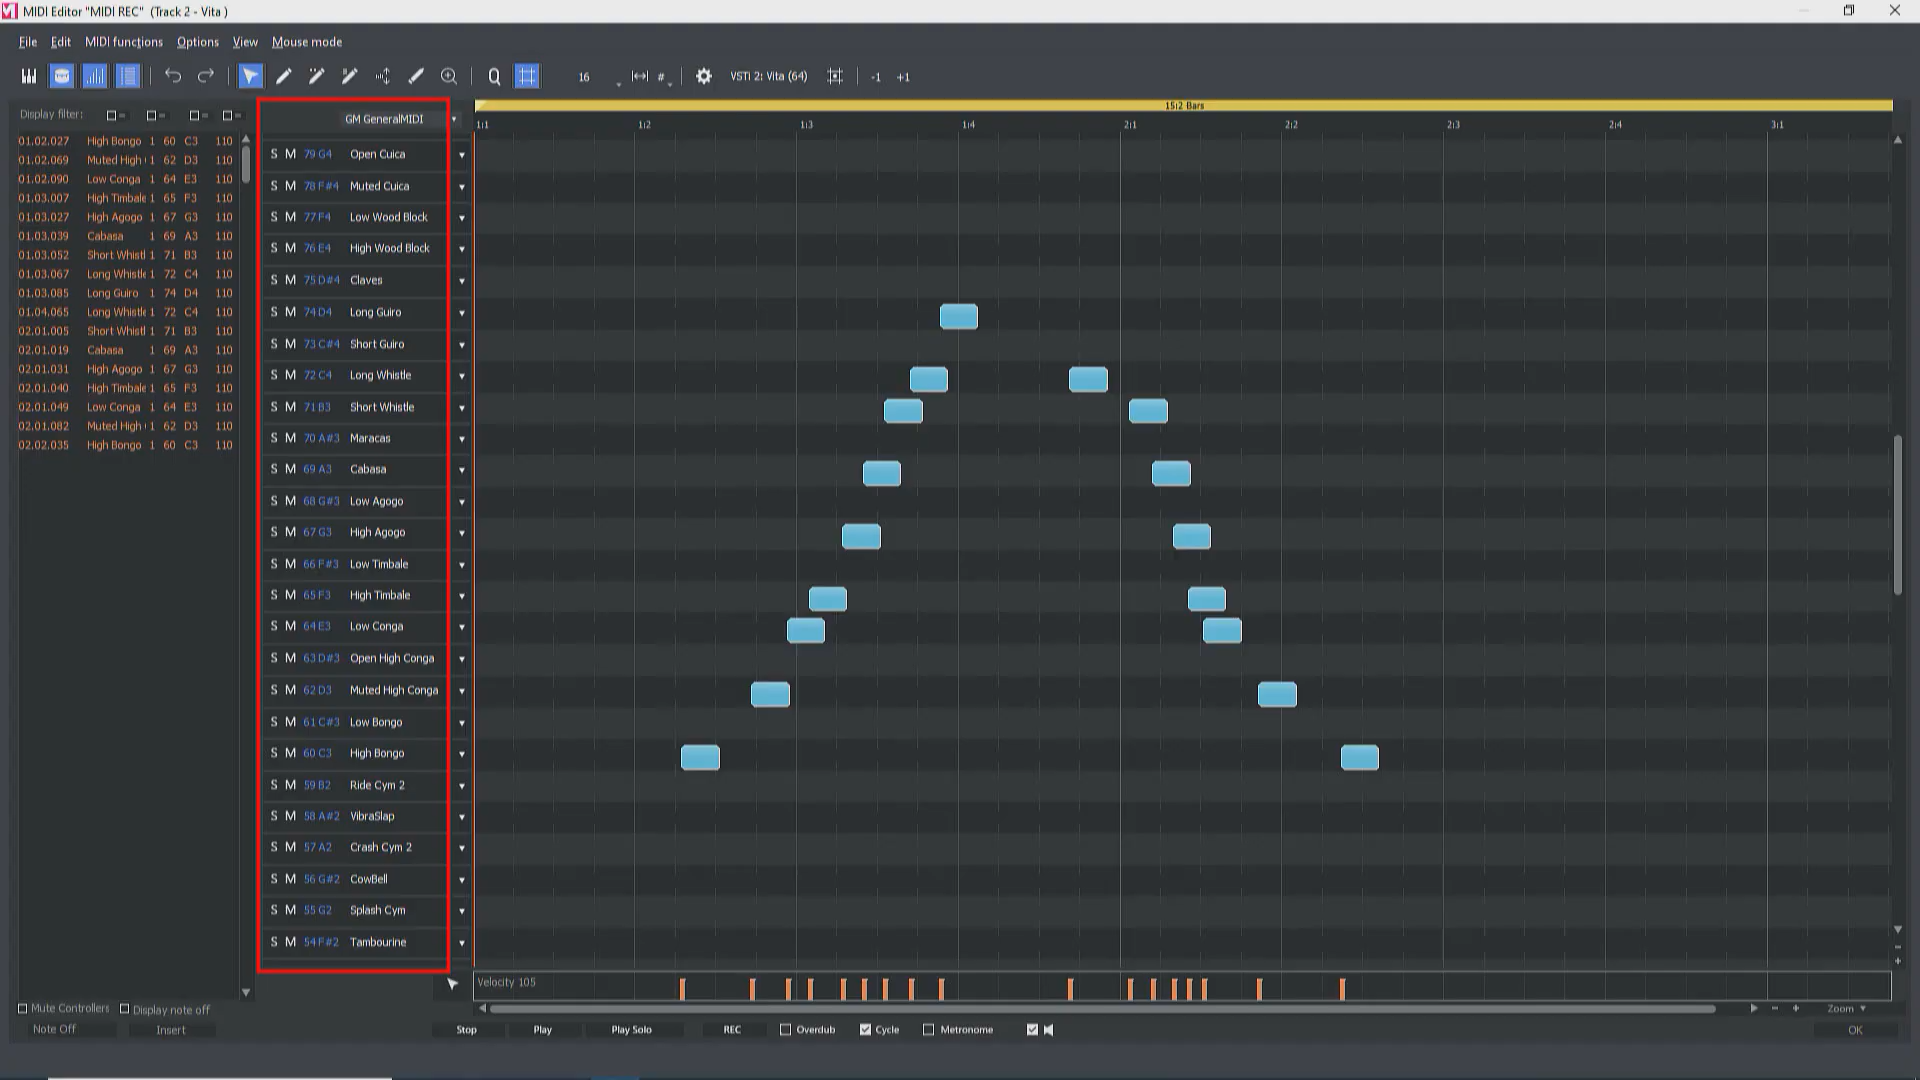 MIDI Editor "MIDI REC" (Track 2 - Vita )
File Edit MIDI functions Options View Mouse mode
16 # VSTi 2: Vita (64) -1 +1
Display filter:
01.02.027 High Bongo 1 60 C3 110
01.02.069 Muted High 1 62 D3 110
01.02.090 Low Conga 1 64 E3 110
01.03.007 High Timbale 1 65 F3 110
01.03.027 High Agogo 1 67 G3 110
01.03.039 Cabasa 1 69 A3 110
01.03.052 Short Whistl 1 71 B3 110
01.03.067 Long Whistle 1 72 C4 110
01.03.085 Long Guiro 1 74 D4 110
01.04.065 Long Whistle 1 72 C4 110
02.01.005 Short Whistl 1 71 B3 110
02.01.019 Cabasa 1 69 A3 110
02.01.031 High Agogo 1 67 G3 110
02.01.040 High Timbale 1 65 F3 110
02.01.049 Low Conga 1 64 E3 110
02.01.082 Muted High 1 62 D3 110
02.02.035 High Bongo 1 60 C3 110
Mute Controllers Display note off
Note Off Insert
GM GeneralMIDI
S M 79 G4 Open Cuica
S M 78 F#4 Muted Cuica
S M 77 F4 Low Wood Block
S M 76 E4 High Wood Block
S M 75 D#4 Claves
S M 74 D4 Long Guiro
S M 73 C#4 Short Guiro
S M 72 C4 Long Whistle
S M 71 B3 Short Whistle
S M 70 A#3 Maracas
S M 69 A3 Cabasa
S M 68 G#3 Low Agogo
S M 67 G3 High Agogo
S M 66 F#3 Low Timbale
S M 65 F3 High Timbale
S M 64 E3 Low Conga
S M 63 D#3 Open High Conga
S M 62 D3 Muted High Conga
S M 61 C#3 Low Bongo
S M 60 C3 High Bongo
S M 59 B2 Ride Cym 2
S M 58 A#2 VibraSlap
S M 57 A2 Crash Cym 2
S M 56 G#2 CowBell
S M 55 G2 Splash Cym
S M 54 F#2 Tambourine
15:2 Bars
1:1 1:2 1:3 1:4 2:1 2:2 2:3 2:4 3:1
Velocity 105
Zoom
Stop Play Play Solo REC Overdub Cycle Metronome OK